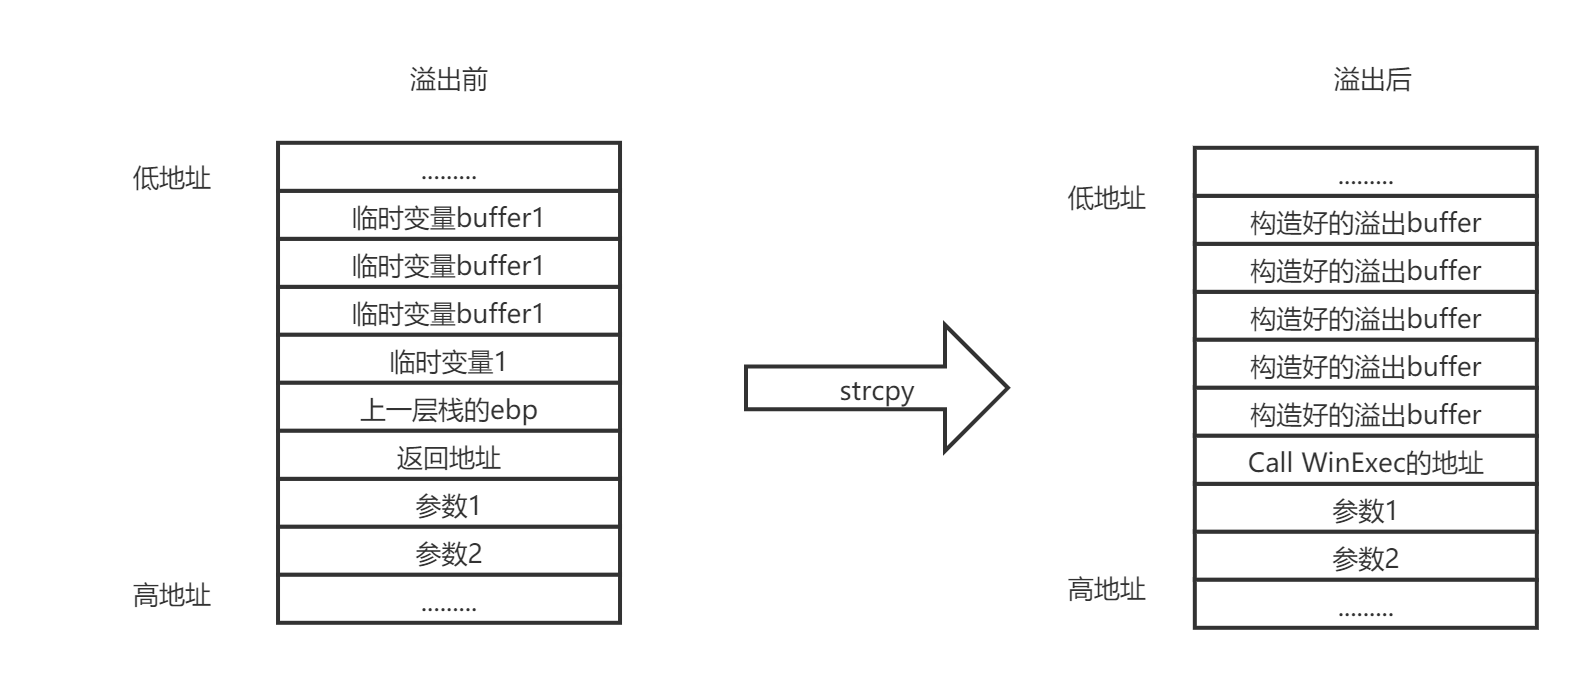 溢出前
低地址
.........
临时变量buffer1
临时变量buffer1
临时变量buffer1
临时变量1
上一层栈的ebp
返回地址
参数1
参数2
高地址
.........
strcpy
溢出后
低地址
.........
构造好的溢出buffer
构造好的溢出buffer
构造好的溢出buffer
构造好的溢出buffer
构造好的溢出buffer
Call WinExec的地址
参数1
参数2
高地址
.........